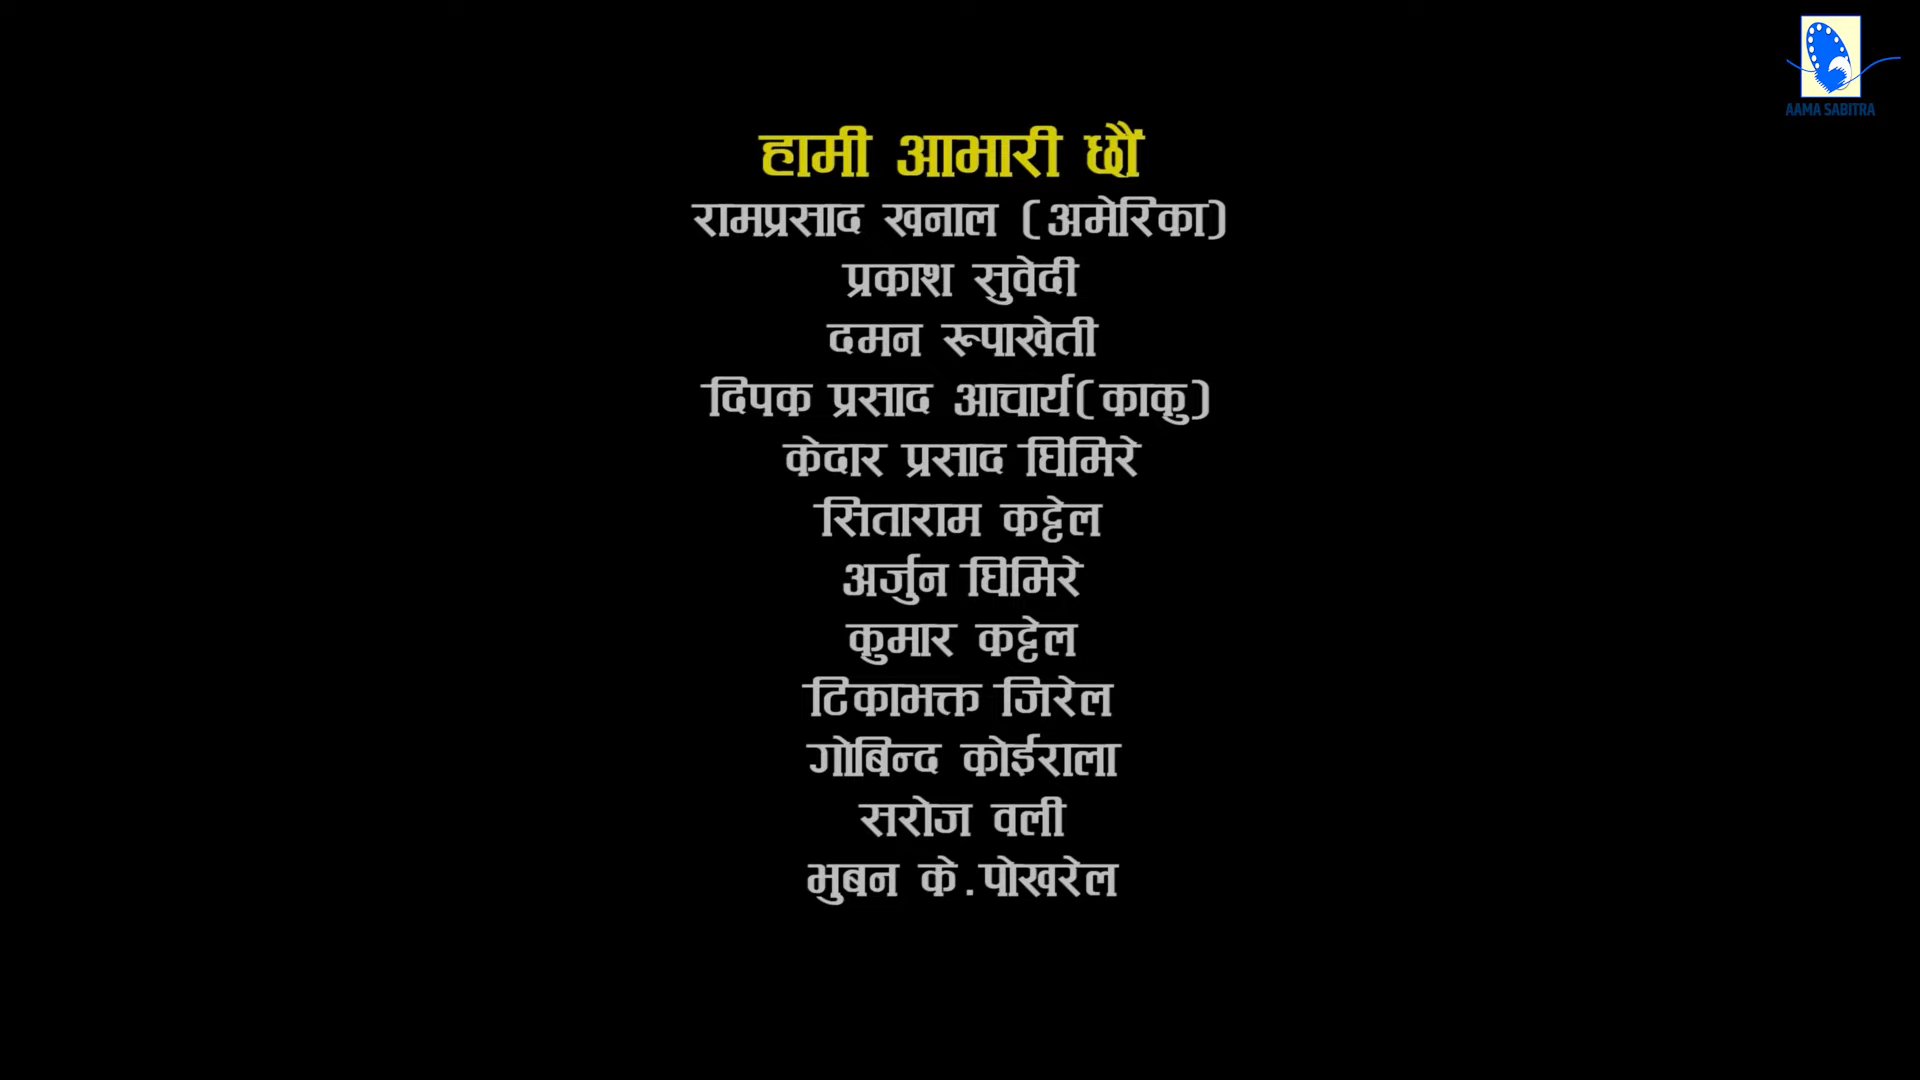 AAMA SABITRA
हामी आभारी छौं
रामप्रसाद खनाल (अमेरिका)
प्रकाश सुवेदी
दमन रूपाखेती
दिपक प्रसाद आचार्य(काकु)
केदार प्रसाद घिमिरे
सिताराम कट्टेल
अर्जुन घिमिरे
कुमार कट्टेल
टिकाभक्त जिरेल
गोबिन्द कोईराला
सरोज वली
भुबन के.पोखरेल